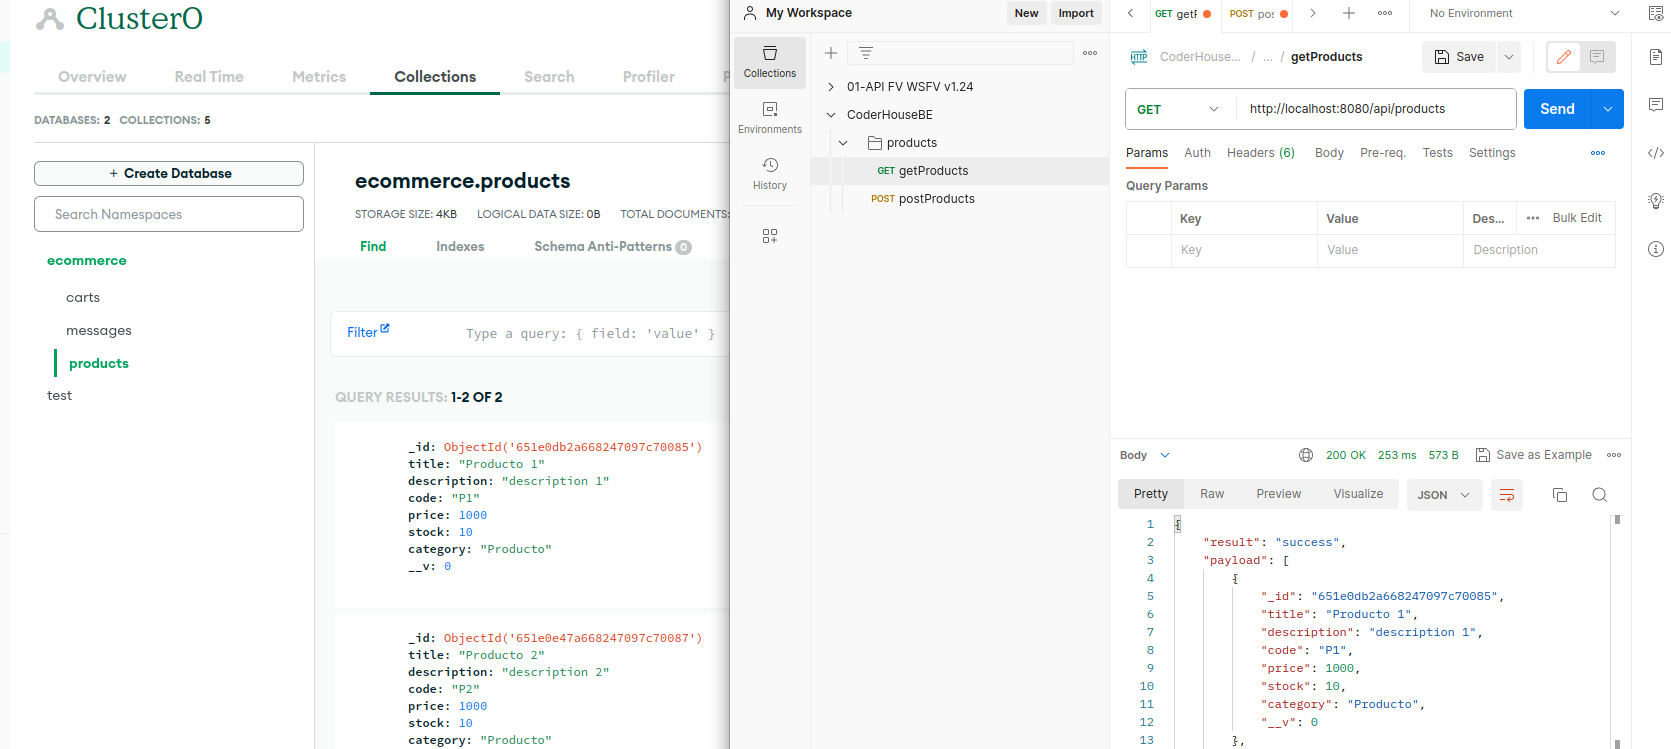 Cluster0
Overview Real Time Metrics Collections Search Profiler
DATABASES: 2 COLLECTIONS: 5
+ Create Database
Search Namespaces
ecommerce
carts
messages
products
test
ecommerce.products
STORAGE SIZE: 4KB LOGICAL DATA SIZE: 0B TOTAL DOCUMENTS:
Find Indexes Schema Anti-Patterns 0
Filter Type a query: { field: 'value' }
QUERY RESULTS: 1-2 OF 2
_id: ObjectId('651e0db2a668247097c70085')
title: "Producto 1"
description: "description 1"
code: "P1"
price: 1000
stock: 10
category: "Producto"
__v: 0
_id: ObjectId('651e0e47a668247097c70087')
title: "Producto 2"
description: "description 2"
code: "P2"
price: 1000
stock: 10
category: "Producto"
My Workspace New Import
Collections
Environments
History
01-API FV WSFV v1.24
CoderHouseBE
products
GET getProducts
POST postProducts
GET getP POST pos No Environment
HTTP CoderHouse... / ... / getProducts Save
GET http://localhost:8080/api/products Send
Params Auth Headers (6) Body Pre-req. Tests Settings
Query Params
Key Value Des... Bulk Edit
Key Value Description
Body 200 OK 253 ms 573 B Save as Example
Pretty Raw Preview Visualize JSON
1 {
2 "result": "success",
3 "payload": [
4 {
5 "_id": "651e0db2a668247097c70085",
6 "title": "Producto 1",
7 "description": "description 1",
8 "code": "P1",
9 "price": 1000,
10 "stock": 10,
11 "category": "Producto",
12 "__v": 0
13 },